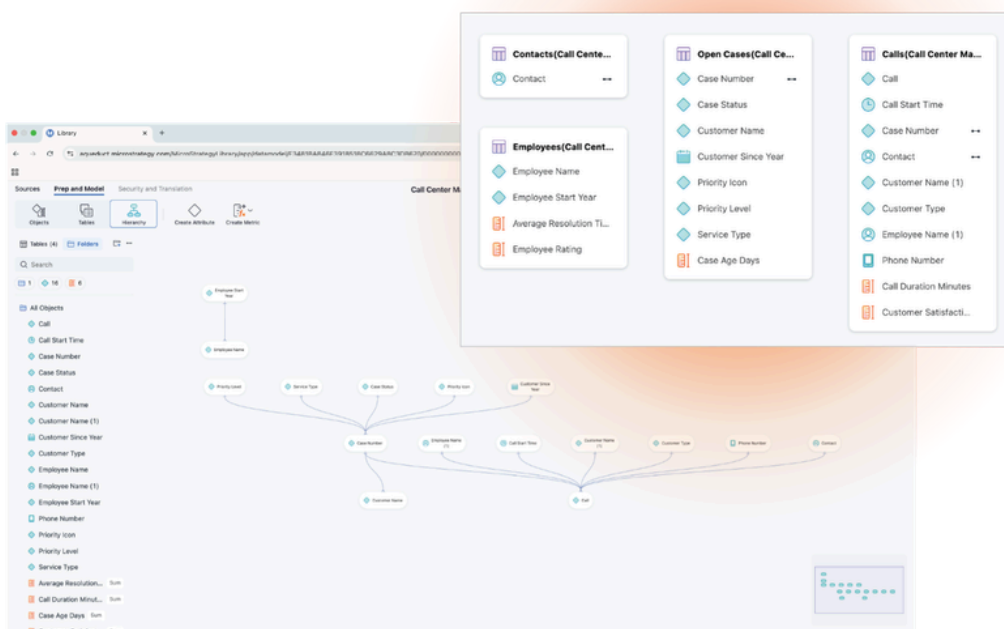 Contacts(Call Cente...
Contact
Employees(Call Cent...
Employee Name
Employee Start Year
Average Resolution Ti...
Employee Rating
Open Cases(Call Ce...
Case Number
Case Status
Customer Name
Customer Since Year
Priority Icon
Priority Level
Service Type
Case Age Days
Calls(Call Center Ma...
Call
Call Start Time
Case Number
Contact
Customer Name (1)
Customer Type
Employee Name (1)
Phone Number
Call Duration Minutes
Customer Satisfacti...
Library
Sources Prep and Model Security and Translation
Call Center Ma
Objects Tables Hierarchy Create Attribute Create Metric
Tables (4) Folders
Search
1 16 6
All Objects
Call
Call Start Time
Case Number
Case Status
Contact
Customer Name
Customer Name (1)
Customer Since Year
Customer Type
Employee Name
Employee Name (1)
Employee Start Year
Phone Number
Priority Icon
Priority Level
Service Type
Average Resolution... Sum
Call Duration Minut... Sum
Case Age Days Sum
Employee Start
Year
Employee Name
Priority Level
Service Type
Case Status
Priority Icon
Customer Since
Year
Case Number
Employee Name
(1)
Call Start Time
Customer Name
(1)
Customer Type
Phone Number
Contact
Customer Name
Call